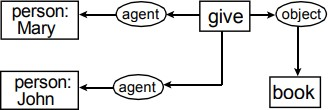 person:
Mary
agent
give
object
person:
John
agent
book